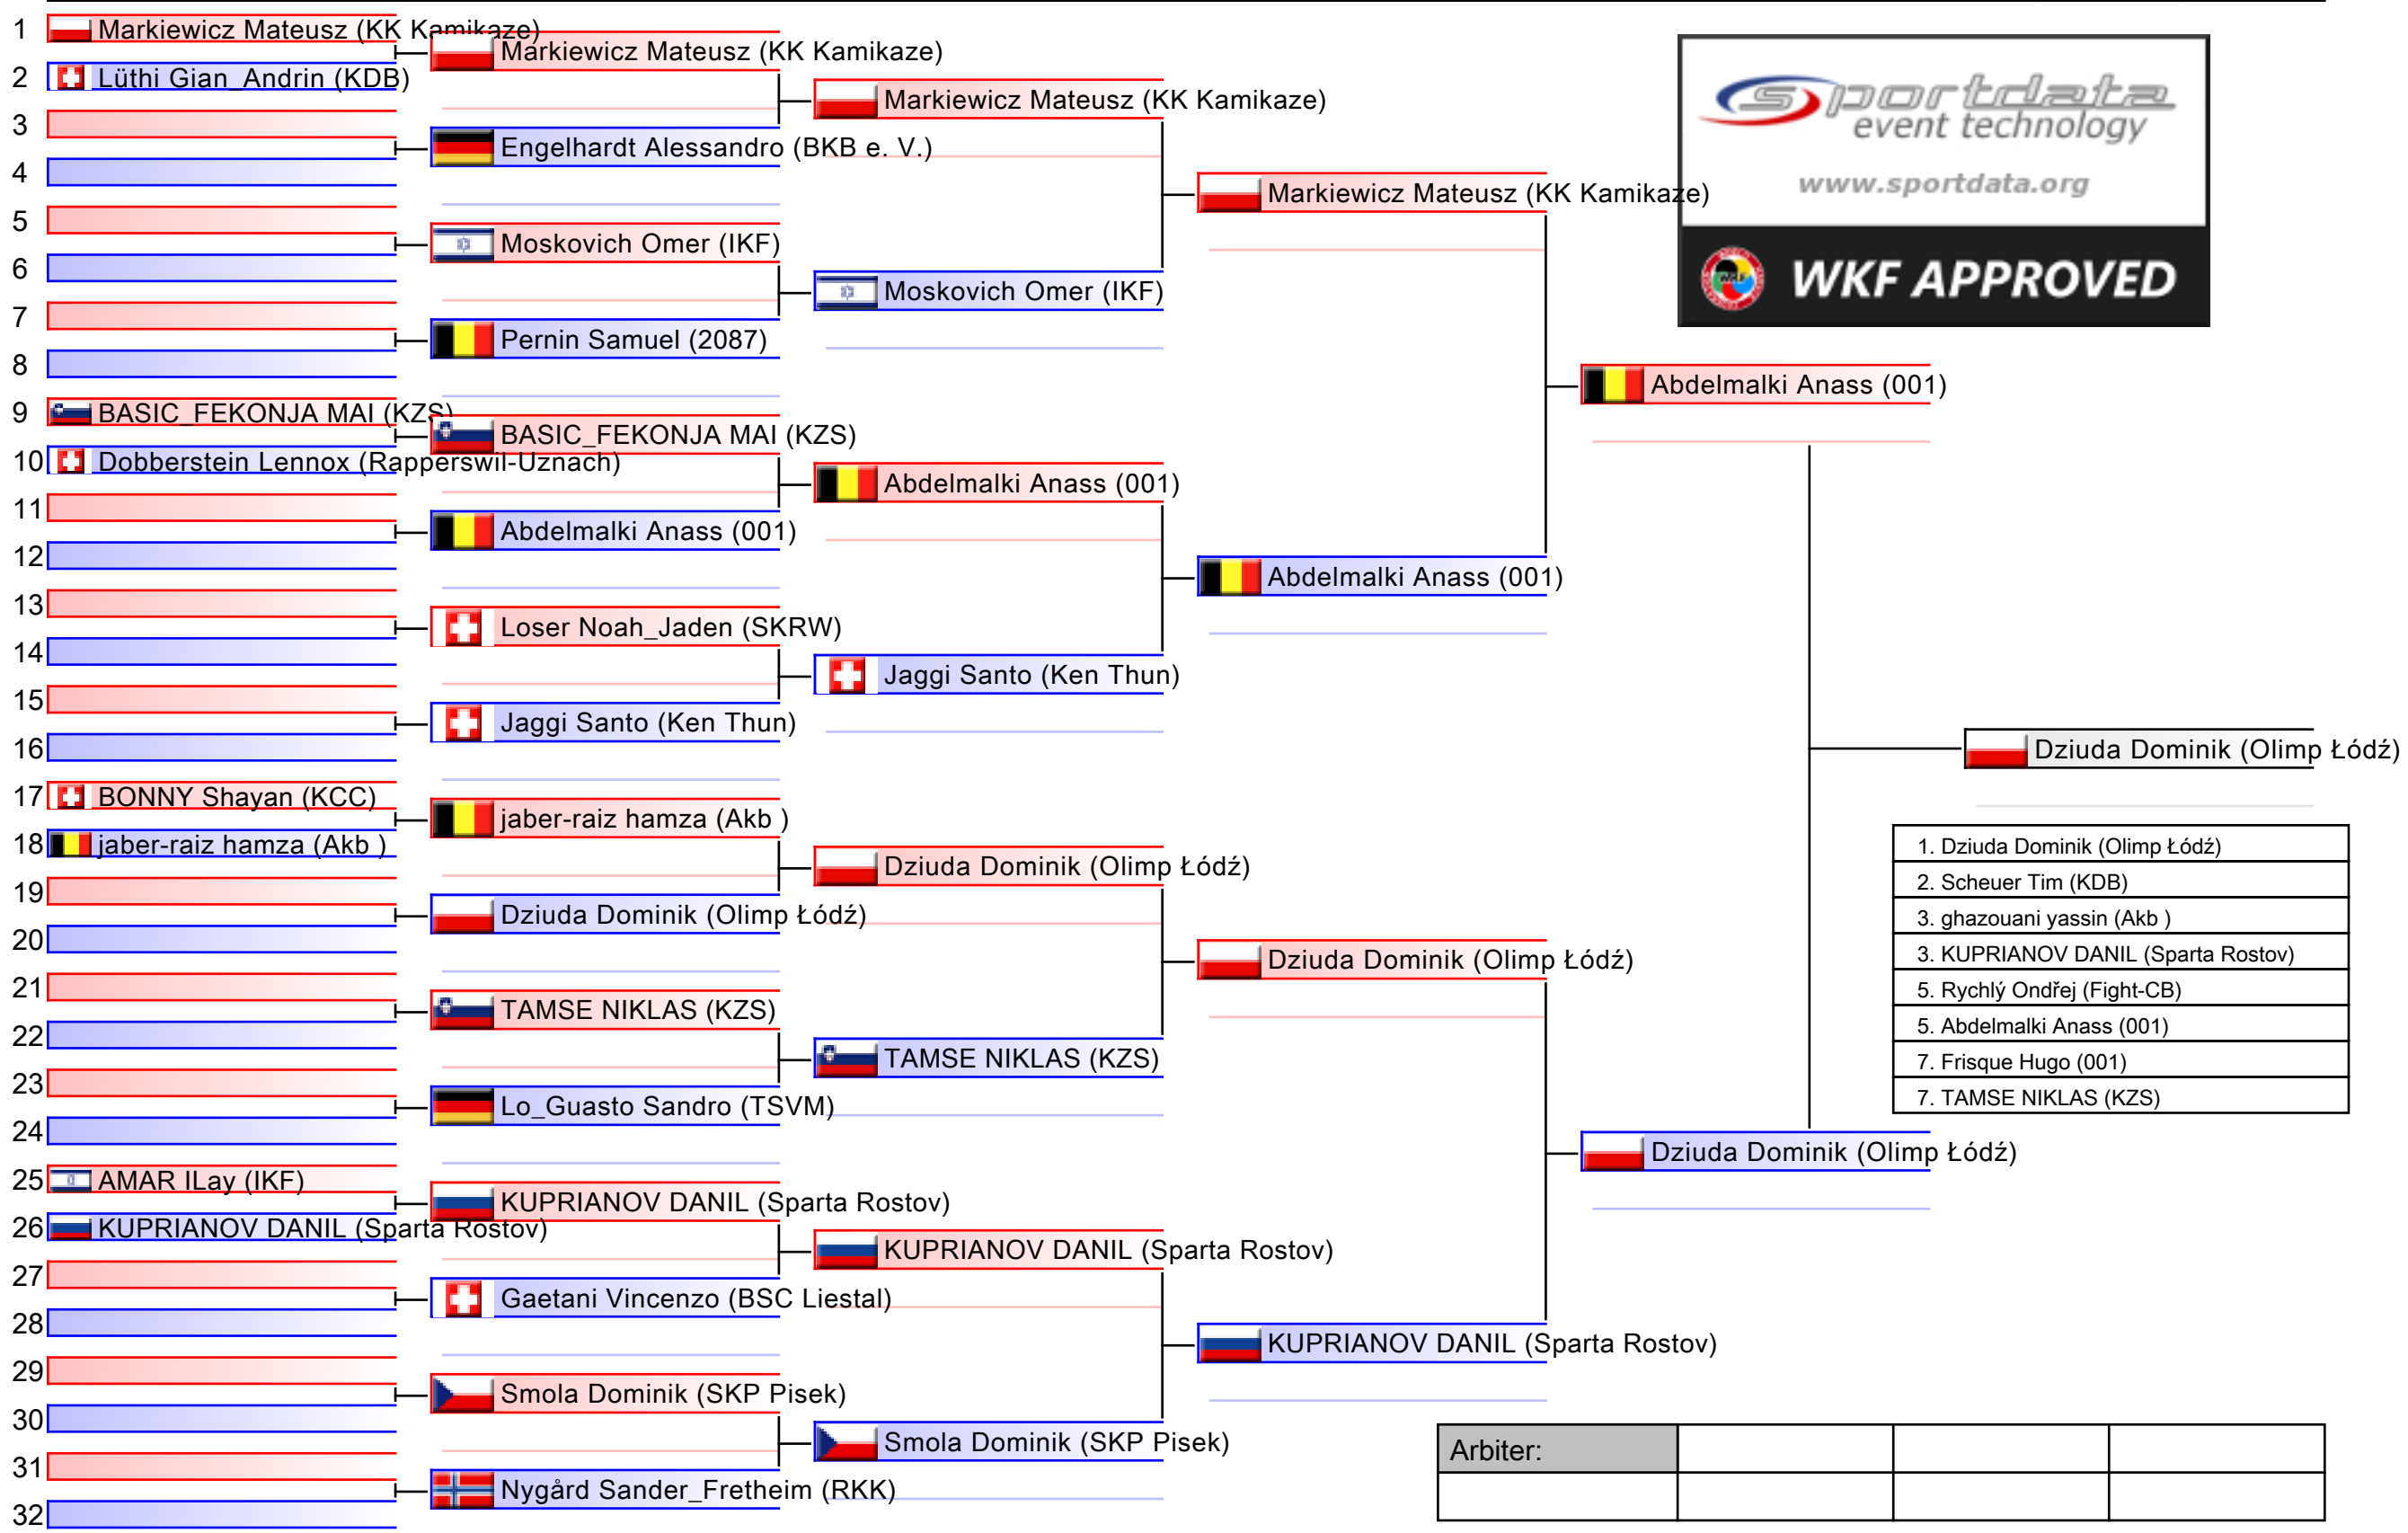 1 Markiewicz Mateusz (KK Kamikaze)
2 Lüthi Gian_Andrin (KDB)
3
4
5
6
7
8
9 BASIC_FEKONJA MAI (KZS)
10 Dobberstein Lennox (Rapperswil-Uznach)
11
12
13
14
15
16
17 BONNY Shayan (KCC)
18 jaber-raiz hamza (Akb )
19
20
21
22
23
24
25 AMAR ILay (IKF)
26 KUPRIANOV DANIL (Sparta Rostov)
27
28
29
30
31
32
Markiewicz Mateusz (KK Kamikaze)
Engelhardt Alessandro (BKB e. V.)
Moskovich Omer (IKF)
Pernin Samuel (2087)
BASIC_FEKONJA MAI (KZS)
Abdelmalki Anass (001)
Loser Noah_Jaden (SKRW)
Jaggi Santo (Ken Thun)
jaber-raiz hamza (Akb )
Dziuda Dominik (Olimp Łódź)
TAMSE NIKLAS (KZS)
Lo_Guasto Sandro (TSVM)
KUPRIANOV DANIL (Sparta Rostov)
Gaetani Vincenzo (BSC Liestal)
Smola Dominik (SKP Pisek)
Nygård Sander_Fretheim (RKK)
Markiewicz Mateusz (KK Kamikaze)
Moskovich Omer (IKF)
Abdelmalki Anass (001)
Jaggi Santo (Ken Thun)
Dziuda Dominik (Olimp Łódź)
TAMSE NIKLAS (KZS)
KUPRIANOV DANIL (Sparta Rostov)
Smola Dominik (SKP Pisek)
Markiewicz Mateusz (KK Kamikaze)
Abdelmalki Anass (001)
Dziuda Dominik (Olimp Łódź)
KUPRIANOV DANIL (Sparta Rostov)
Abdelmalki Anass (001)
Dziuda Dominik (Olimp Łódź)
Dziuda Dominik (Olimp Łódź)
sportdata
event technology
www.sportdata.org
WKF
WKF APPROVED
1. Dziuda Dominik (Olimp Łódź)
2. Scheuer Tim (KDB)
3. ghazouani yassin (Akb )
3. KUPRIANOV DANIL (Sparta Rostov)
5. Rychlý Ondřej (Fight-CB)
5. Abdelmalki Anass (001)
7. Frisque Hugo (001)
7. TAMSE NIKLAS (KZS)
Arbiter: